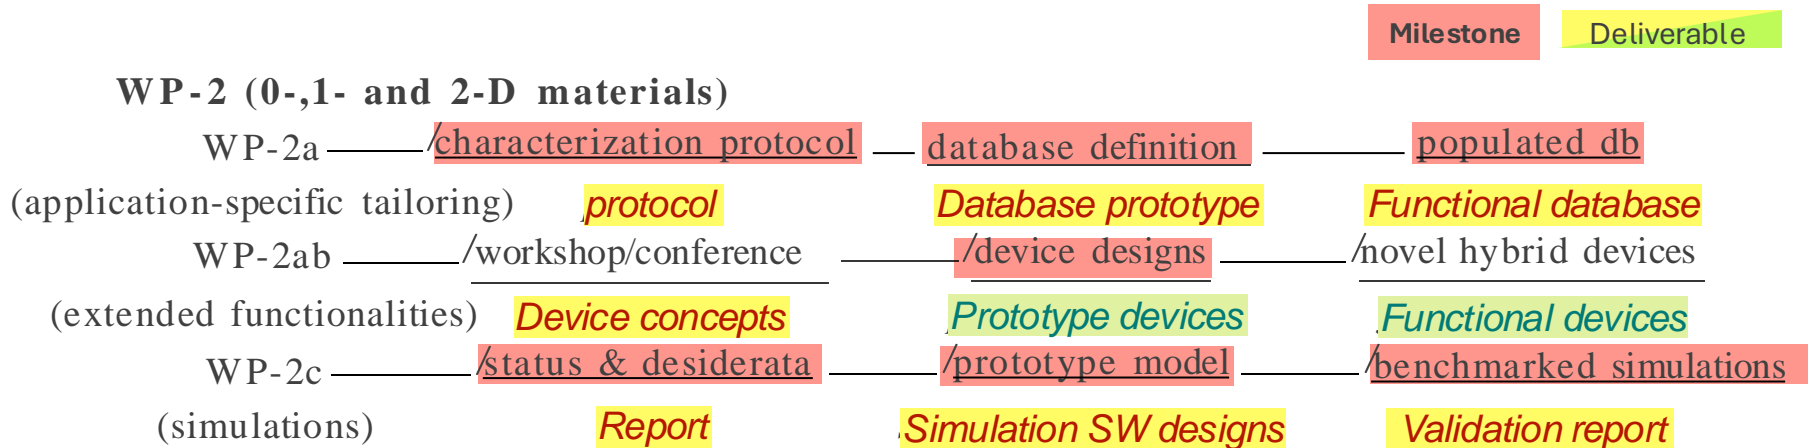 Milestone Deliverable
WP-2 (0-,1- and 2-D materials)
WP-2a /characterization protocol database definition populated db
(application-specific tailoring) protocol Database prototype Functional database
WP-2ab /workshop/conference /device designs /novel hybrid devices
(extended functionalities) Device concepts Prototype devices Functional devices
WP-2c /status & desiderata /prototype model /benchmarked simulations
(simulations) Report Simulation SW designs Validation report